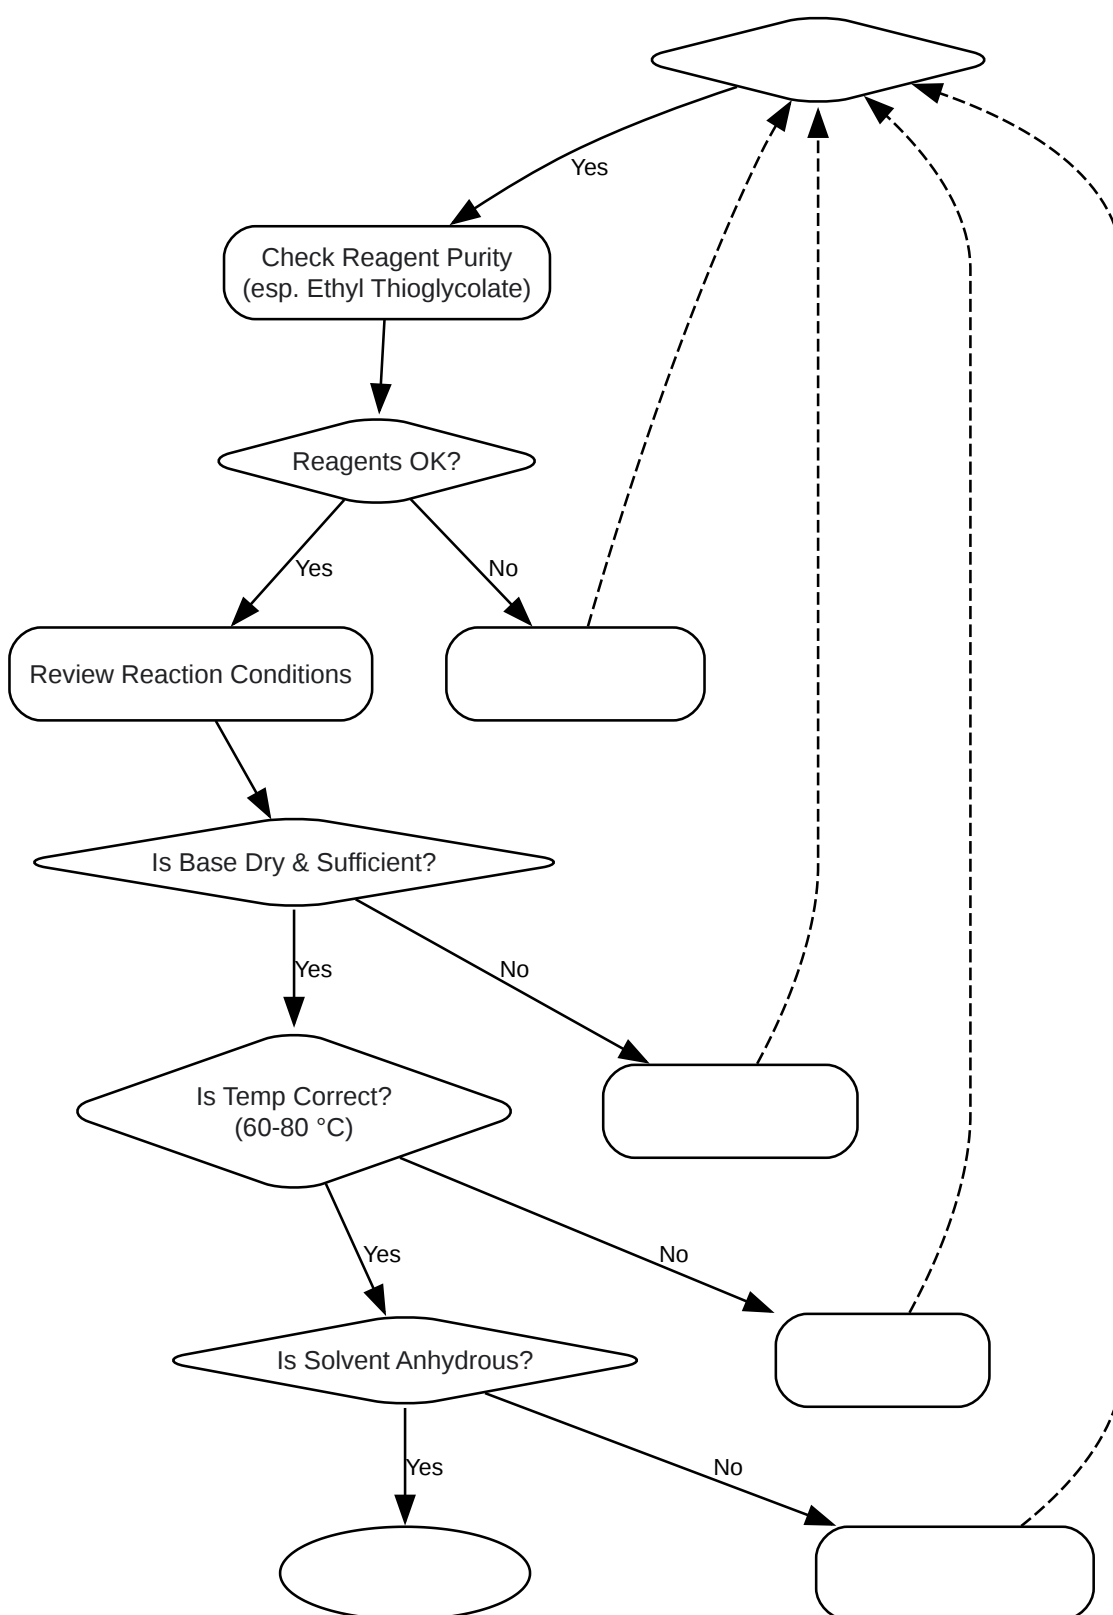 Yes
Check Reagent Purity
(esp. Ethyl Thioglycolate)
Reagents OK?
Yes
No
Review Reaction Conditions
Is Base Dry & Sufficient?
Yes
No
Is Temp Correct?
(60-80 °C)
Yes
No
Is Solvent Anhydrous?
Yes
No